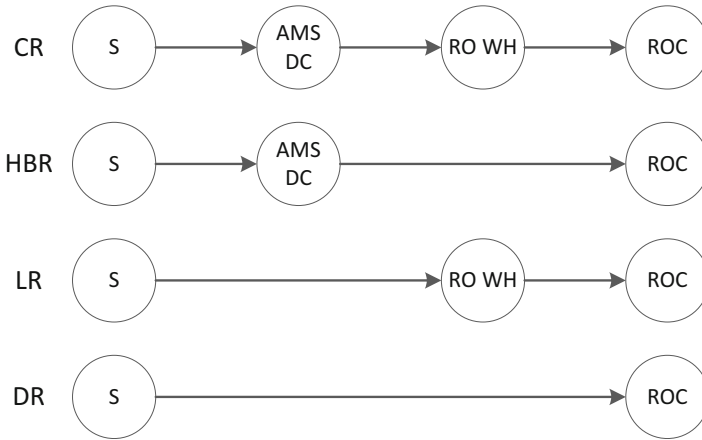 CR S AMS DC RO WH ROC
HBR S AMS DC ROC
LR S RO WH ROC
DR S ROC